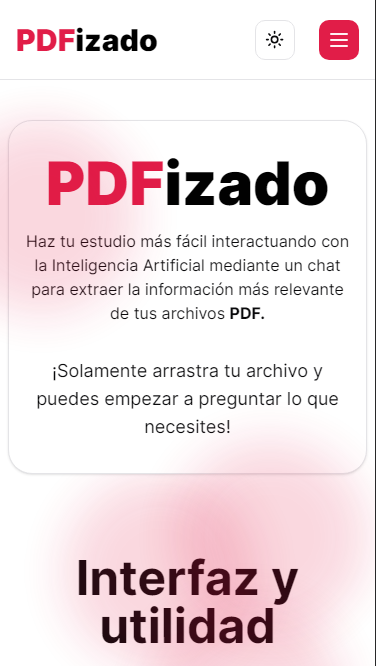 PDFizado
PDFizado
Haz tu estudio más fácil interactuando con
la Inteligencia Artificial mediante un chat
para extraer la información más relevante
de tus archivos PDF.
¡Solamente arrastra tu archivo y
puedes empezar a preguntar lo que
necesites!
Interfaz y
utilidad